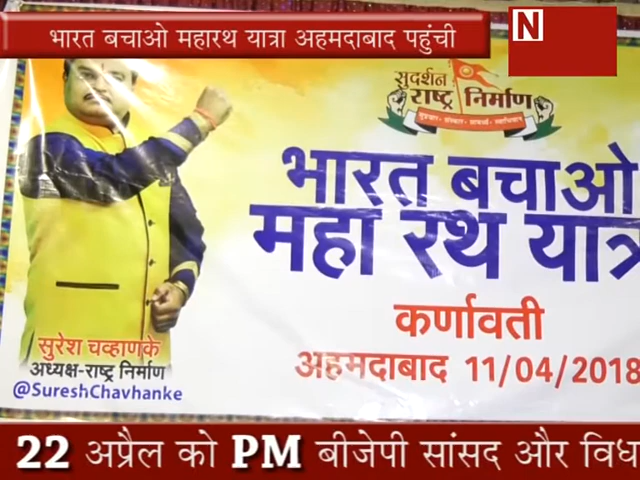 भारत बचाओ महारथ यात्रा अहमदाबाद पहुंची
N
सुदर्शन
राष्ट्र निर्माण
भारत बचाओ
महा रथ यात्र
कर्णावती
अहमदाबाद 11/04/2018
सुरेश चव्हाणके
अध्यक्ष-राष्ट्र निर्माण
@SureshChavhanke
22 अप्रैल को PM बीजेपी सांसद और विध